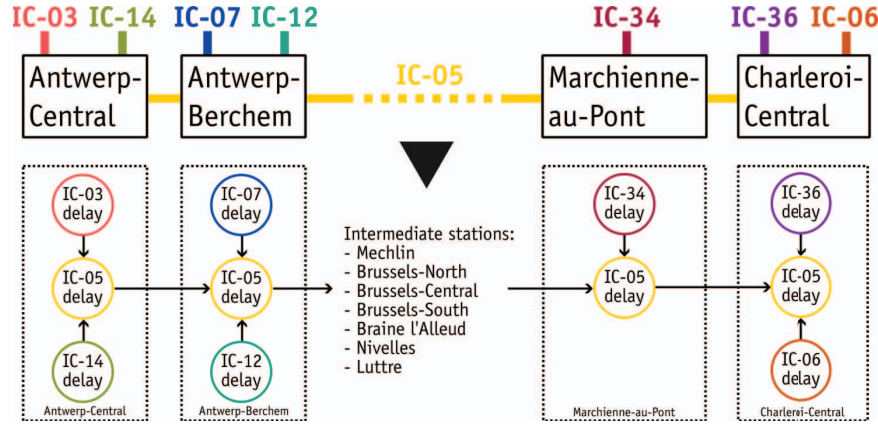 IC-03
IC-14
IC-07
IC-12
IC-05
IC-34
IC-36
IC-06
Antwerp-
Central
Antwerp-
Berchem
Marchienne-
au-Pont
Charleroi-
Central
IC-03
delay
IC-05
delay
IC-14
delay
Antwerp-Central
IC-07
delay
IC-05
delay
IC-12
delay
Antwerp-Berchem
Intermediate stations:
- Mechlin
- Brussels-North
- Brussels-Central
- Brussels-South
- Braine l'Alleud
- Nivelles
- Luttre
IC-34
delay
IC-05
delay
Marchienne-au-Pont
IC-36
delay
IC-05
delay
IC-06
delay
Charleroi-Central